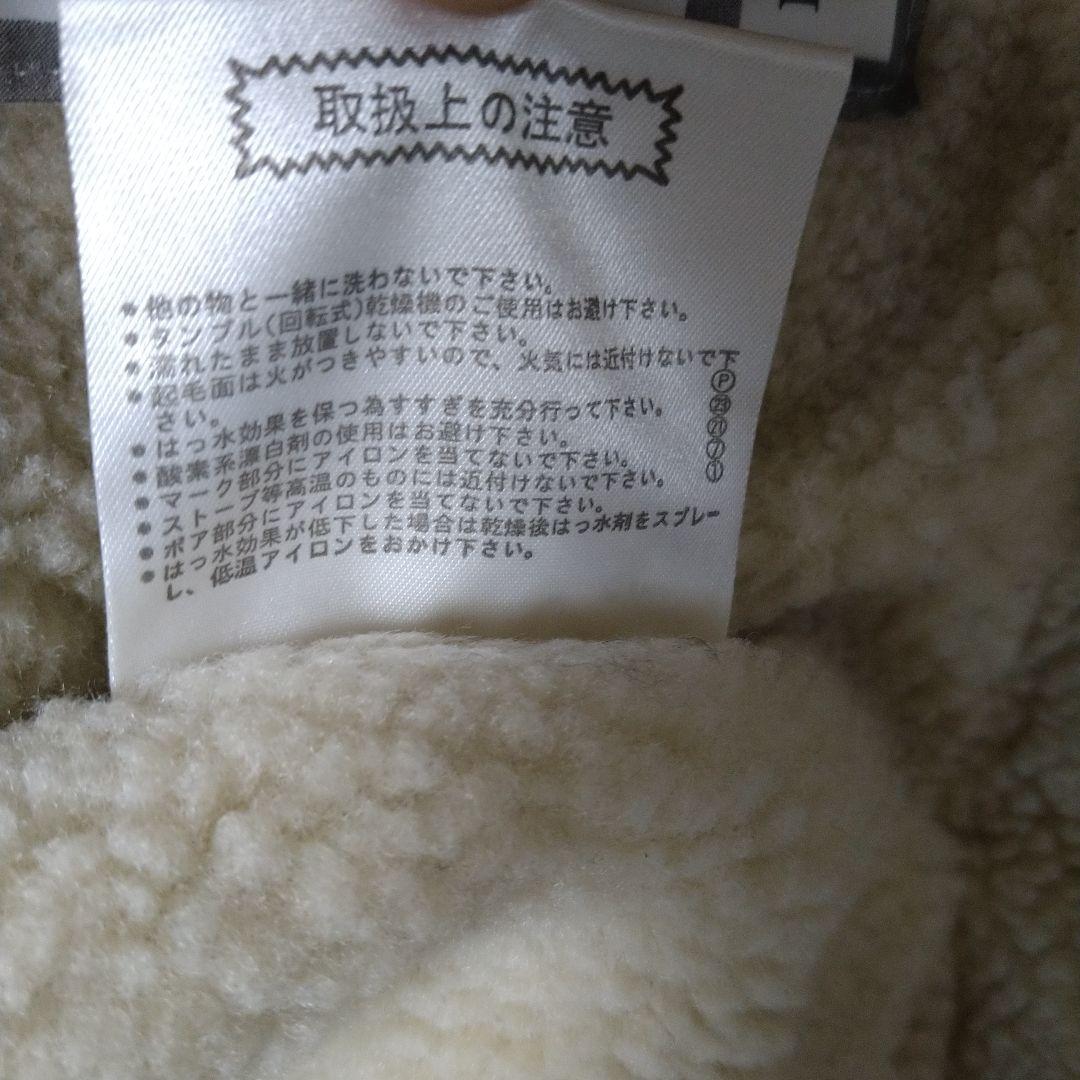 取扱上の注意
・他の物と一緒に洗わないで下さい。
・タンブル(回転式)乾燥機のご使用はお避け下さい。
・濡れたまま放置しないで下さい。
・起毛面は火がつきやすいので、火気には近付けないで下
さい。
・はっ水効果を保つ為すすぎを充分行って下さい。
・酸素系漂白剤の使用はお避け下さい。
・マーク部分にアイロンを当てないで下さい。
・ストーブ等高温のものには近付けないで下さい。
・ボア部分にアイロンを当てないで下さい。
・はっ水効果が低下した場合は乾燥後はっ水剤をスプレー
し、低温アイロンをおかけ下さい。
Ⓟ
㉑
⑦
①